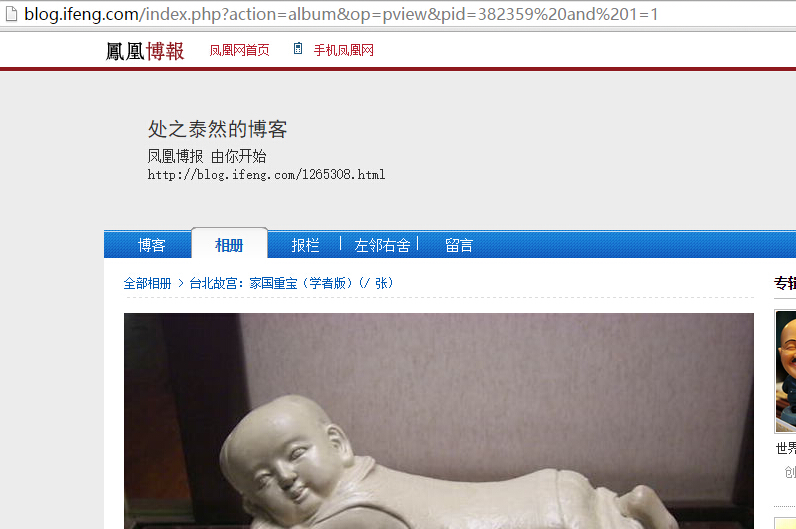 blog.ifeng.com/index.php?action=album&op=pview&pid=382359%20and%201=1
鳳凰博報 凤凰网首页 手机凤凰网
处之泰然的博客
凤凰博报 由你开始
http://blog.ifeng.com/1265308.html
博客 相册 报栏 左邻右舍 留言
全部相册 > 台北故宫：家国重宝（学者版）(/ 张)
专辑
世界
创